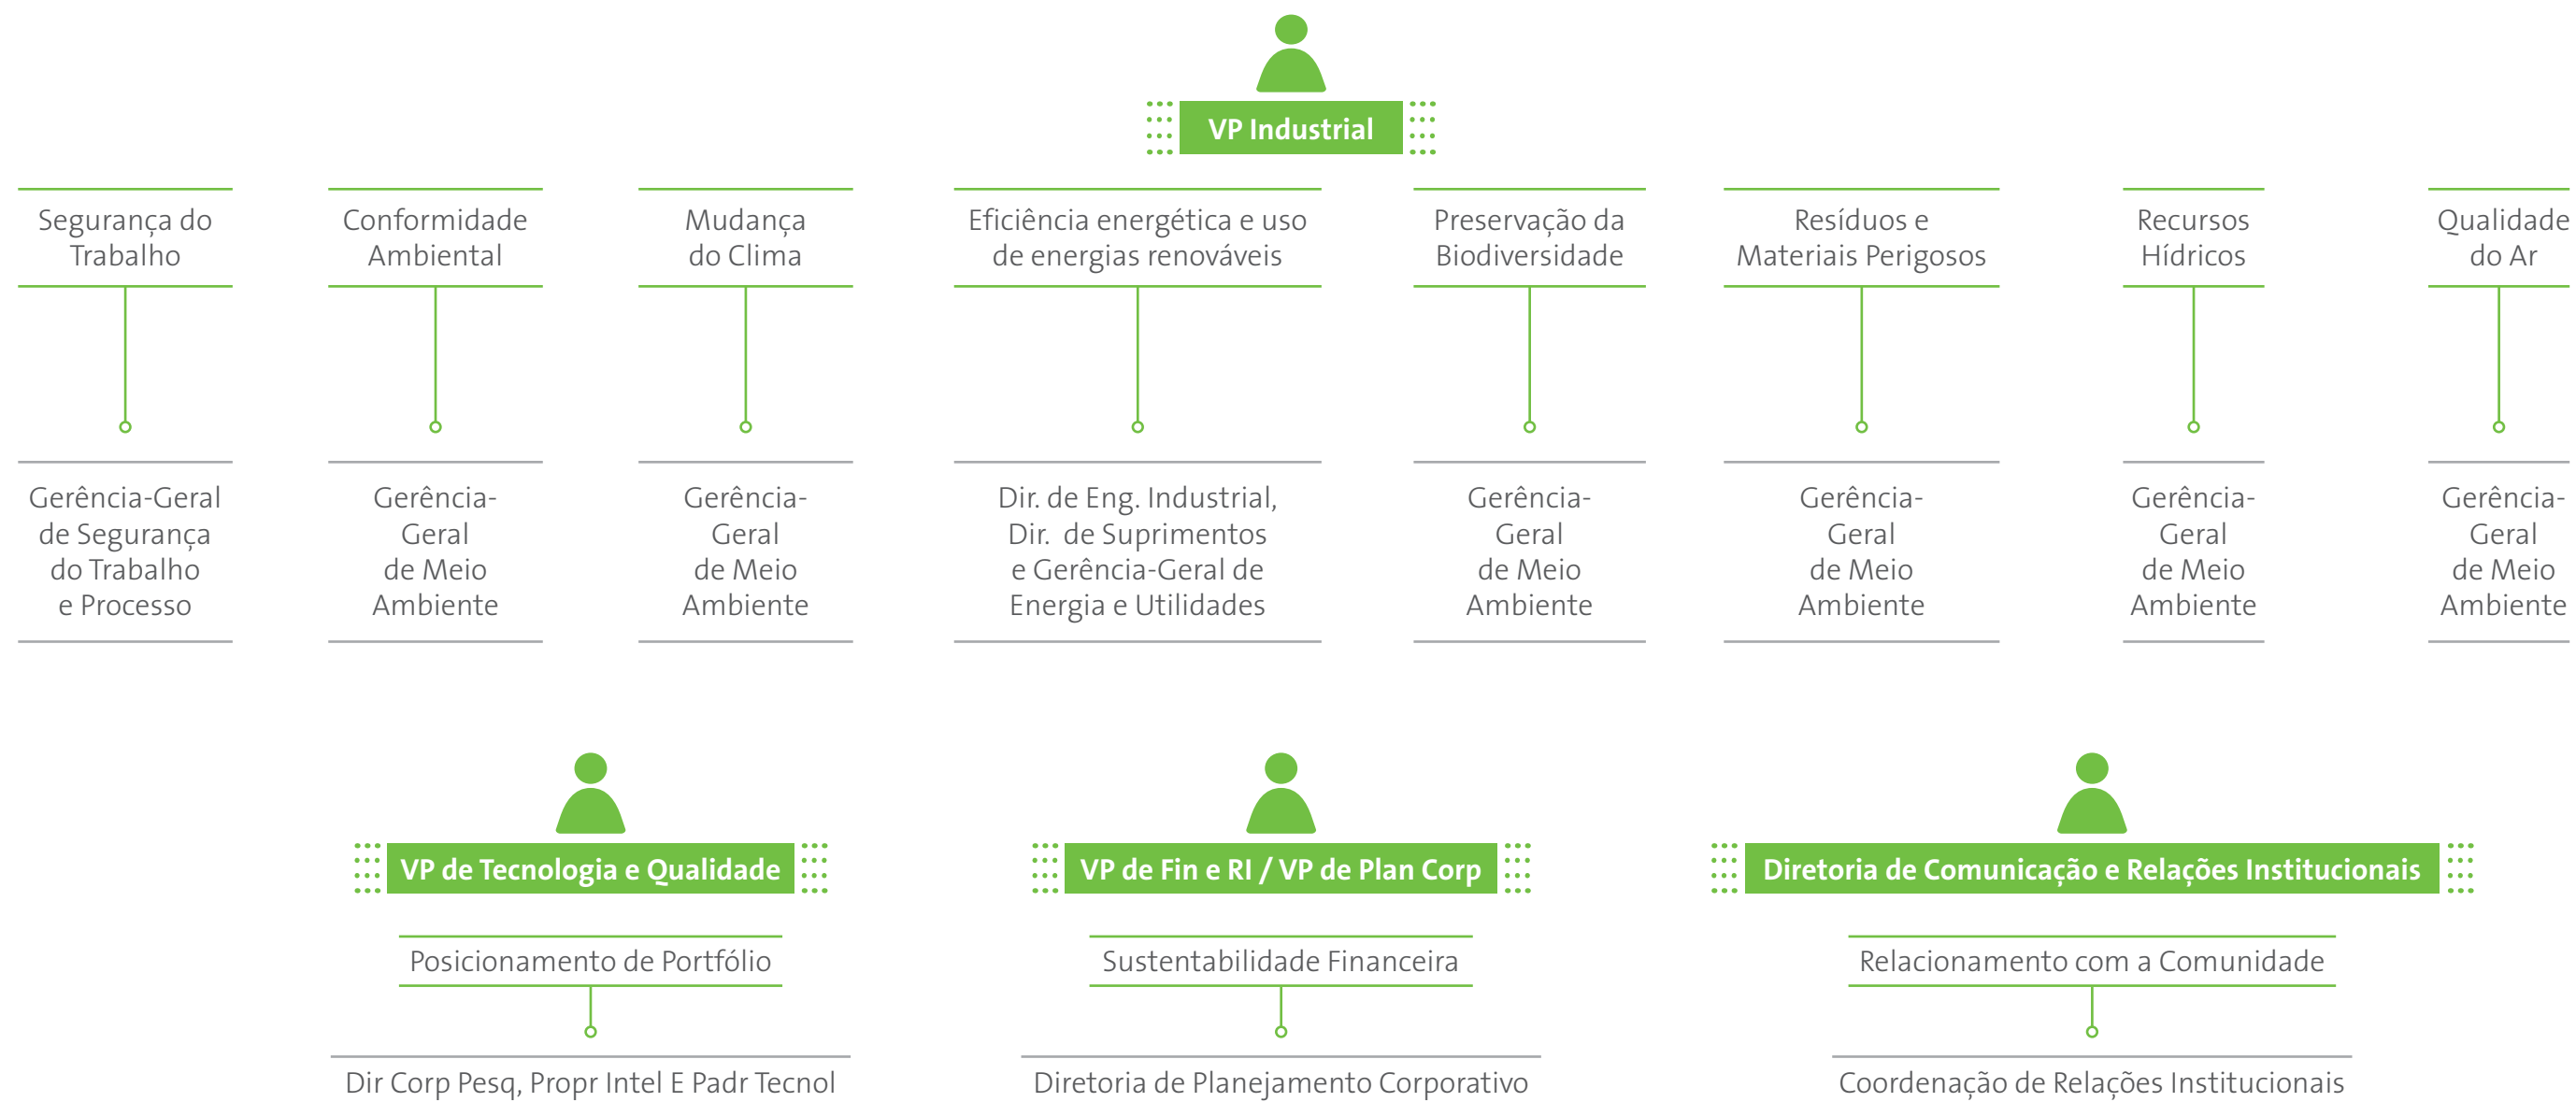 VP Industrial
Segurança do
Trabalho
Conformidade
Ambiental
Mudança
do Clima
Eficiência energética e uso
de energias renováveis
Preservação da
Biodiversidade
Resíduos e
Materiais Perigosos
Recursos
Hídricos
Qualidade
do Ar
Gerência-Geral
de Segurança
do Trabalho
e Processo
Gerência-
Geral
de Meio
Ambiente
Gerência-
Geral
de Meio
Ambiente
Dir. de Eng. Industrial,
Dir. de Suprimentos
e Gerência-Geral de
Energia e Utilidades
Gerência-
Geral
de Meio
Ambiente
Gerência-
Geral
de Meio
Ambiente
Gerência-
Geral
de Meio
Ambiente
Gerência-
Geral
de Meio
Ambiente
VP de Tecnologia e Qualidade
Posicionamento de Portfólio
Dir Corp Pesq, Propr Intel E Padr Tecnol
VP de Fin e RI / VP de Plan Corp
Sustentabilidade Financeira
Diretoria de Planejamento Corporativo
Diretoria de Comunicação e Relações Institucionais
Relacionamento com a Comunidade
Coordenação de Relações Institucionais